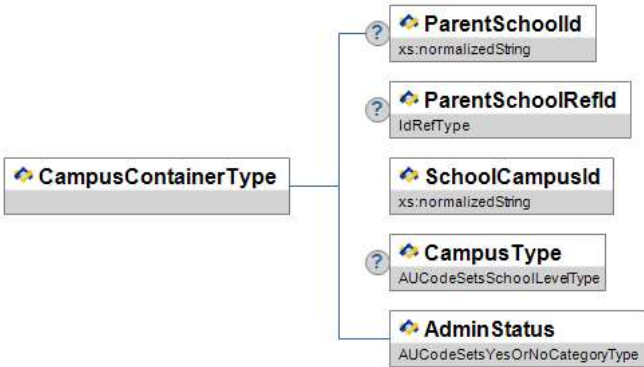 ?
ParentSchoolId
xs:normalizedString
?
ParentSchoolRefId
IdRefType
CampusContainerType
SchoolCampusId
xs:normalizedString
?
CampusType
AUCodeSetsSchoolLevelType
AdminStatus
AUCodeSetsYesOrNoCategoryType